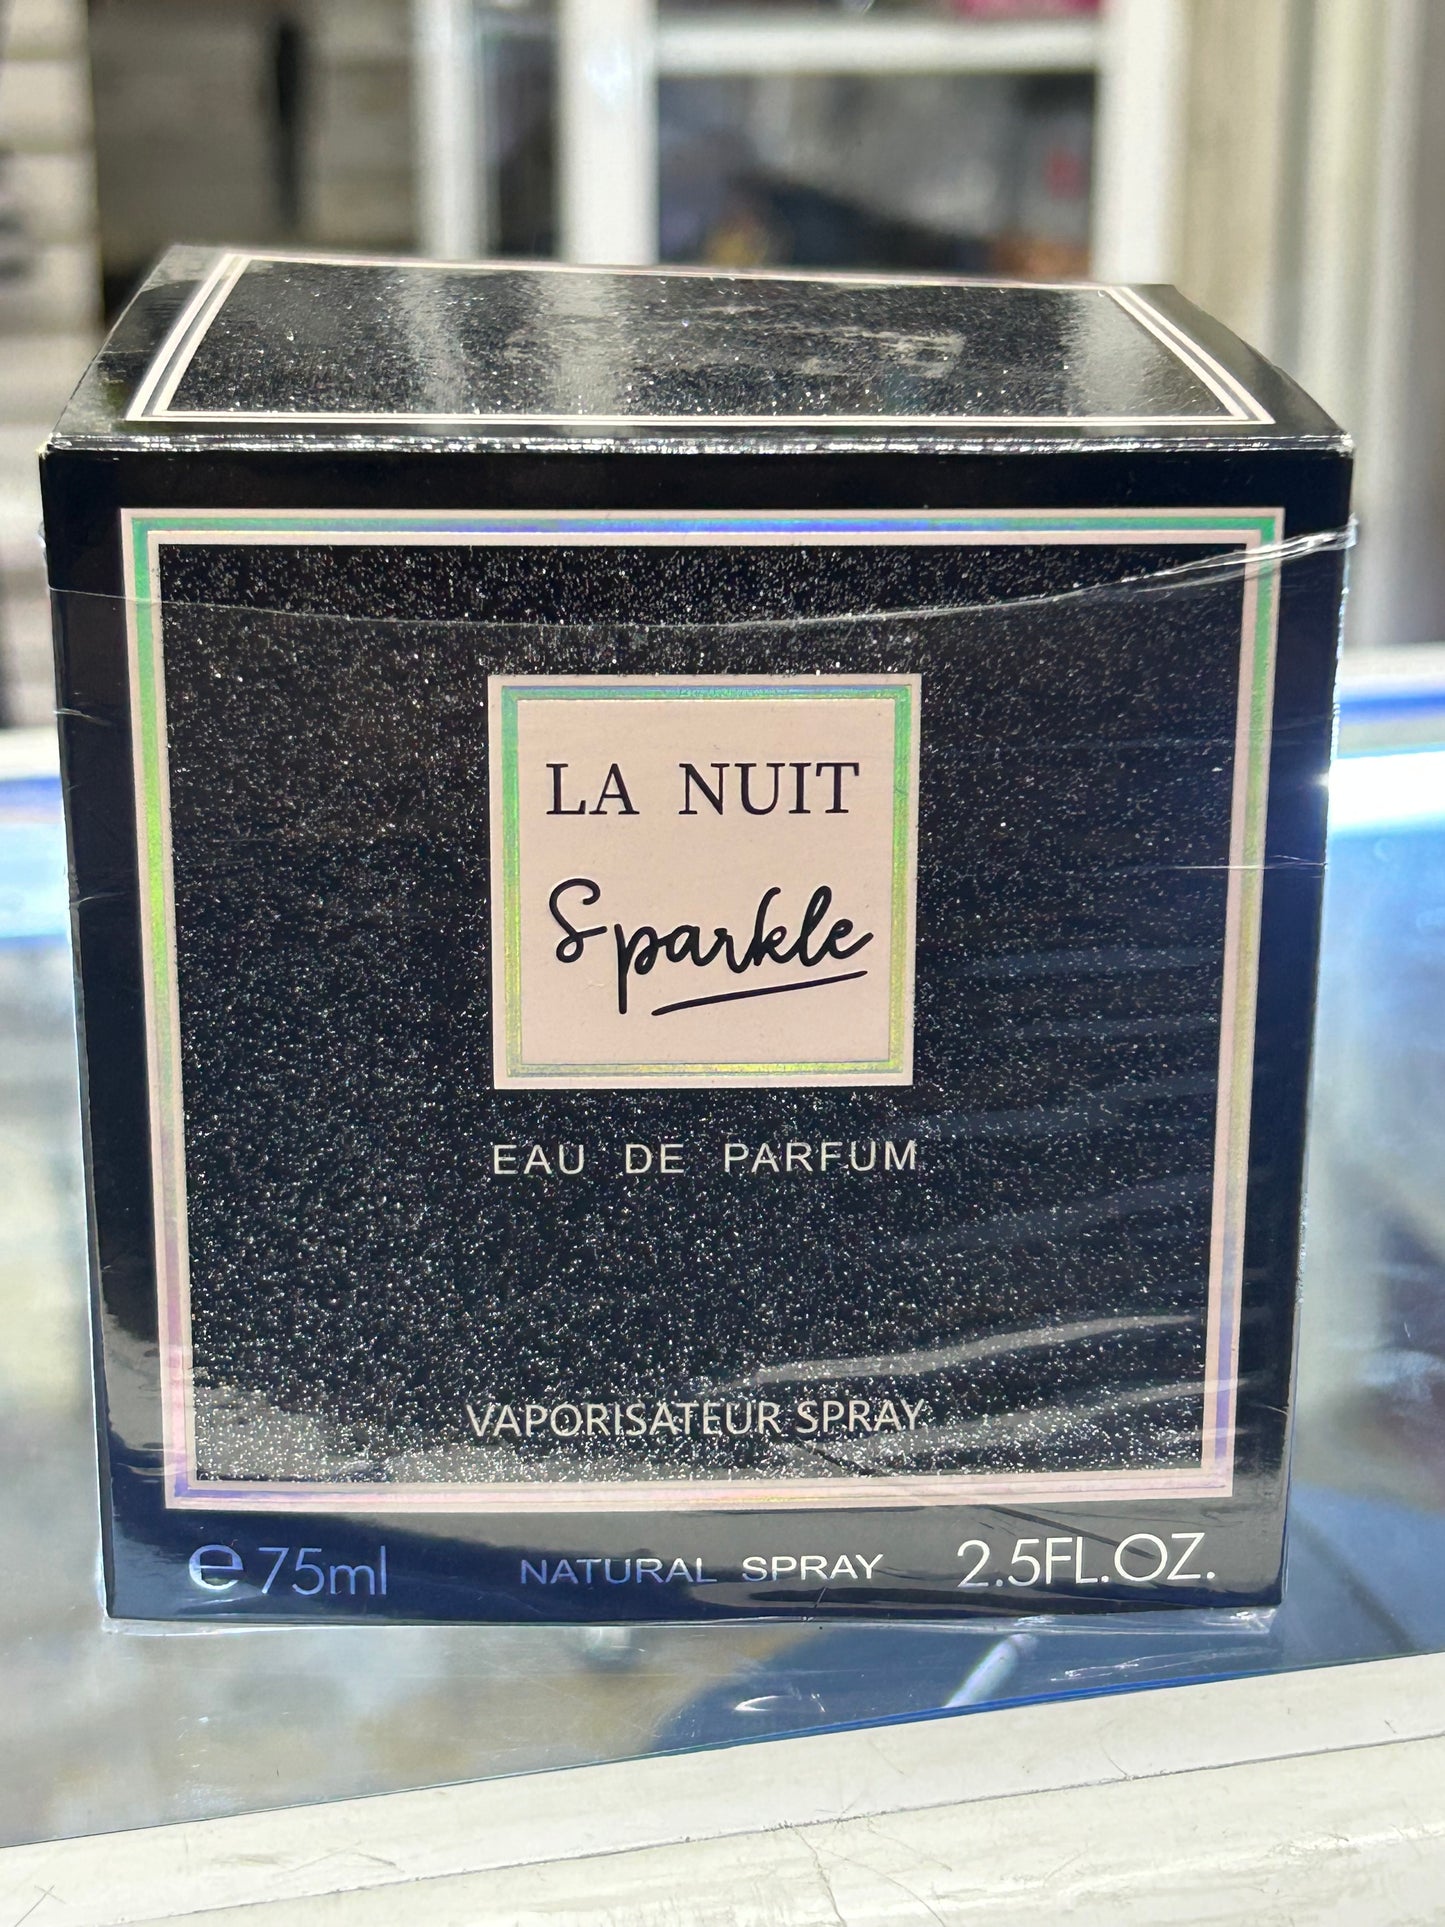 LA NUIT
Sparkle
EAU DE PARFUM
VAPORISATEUR SPRAY
e 75ml NATURAL SPRAY 2.5FL.OZ.